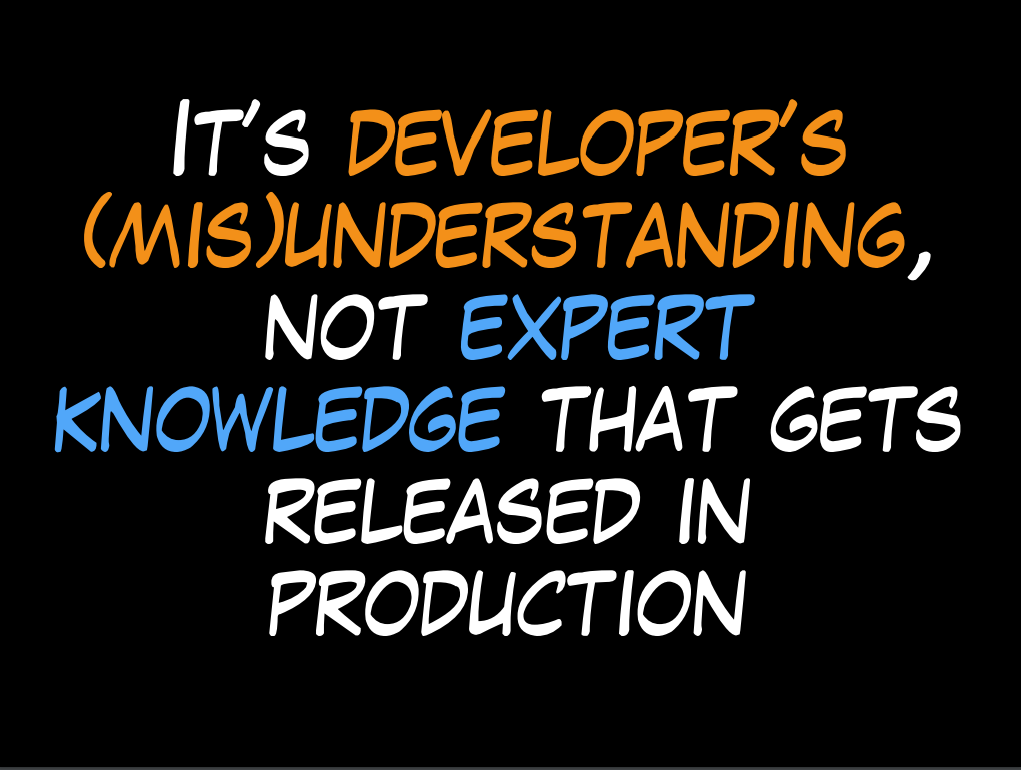 It's developer's
(mis)understanding,
not expert
knowledge that gets
released in
production